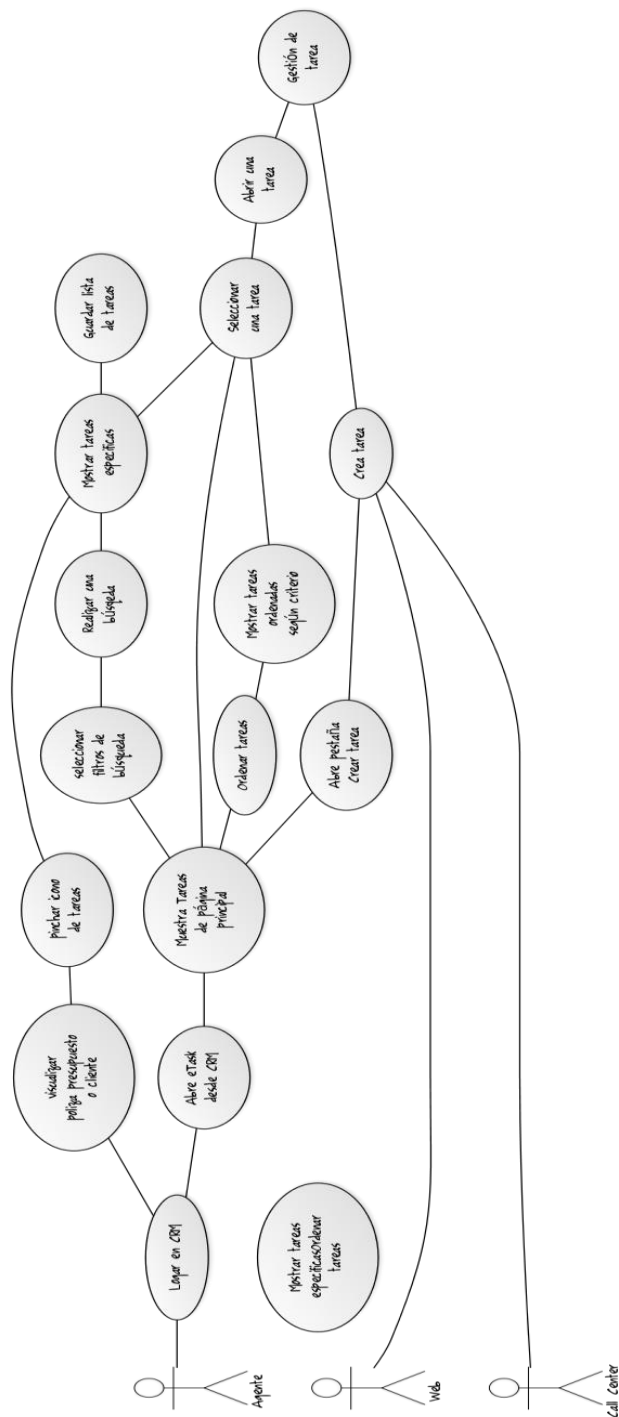 Gestión de
tarea
Abrir una
tarea
Guardar lista
de tareas
Seleccionar
una tarea
Mostrar tareas
específicas
Crea tarea
Realizar una
búsqueda
Mostrar tareas
ordenadas
según criterio
seleccionar
filtros de
búsqueda
Ordenar tareas
Abre pestaña
Crear tarea
pinchar icono
de tareas
Muestra Tareas
de página
principal
visualizar
poliza presupuesto
o cliente
Abre eTask
desde CRM
Logar en CRM
Mostrar tareas
específicasOrdenar
tareas
Agente
Web
Call Center